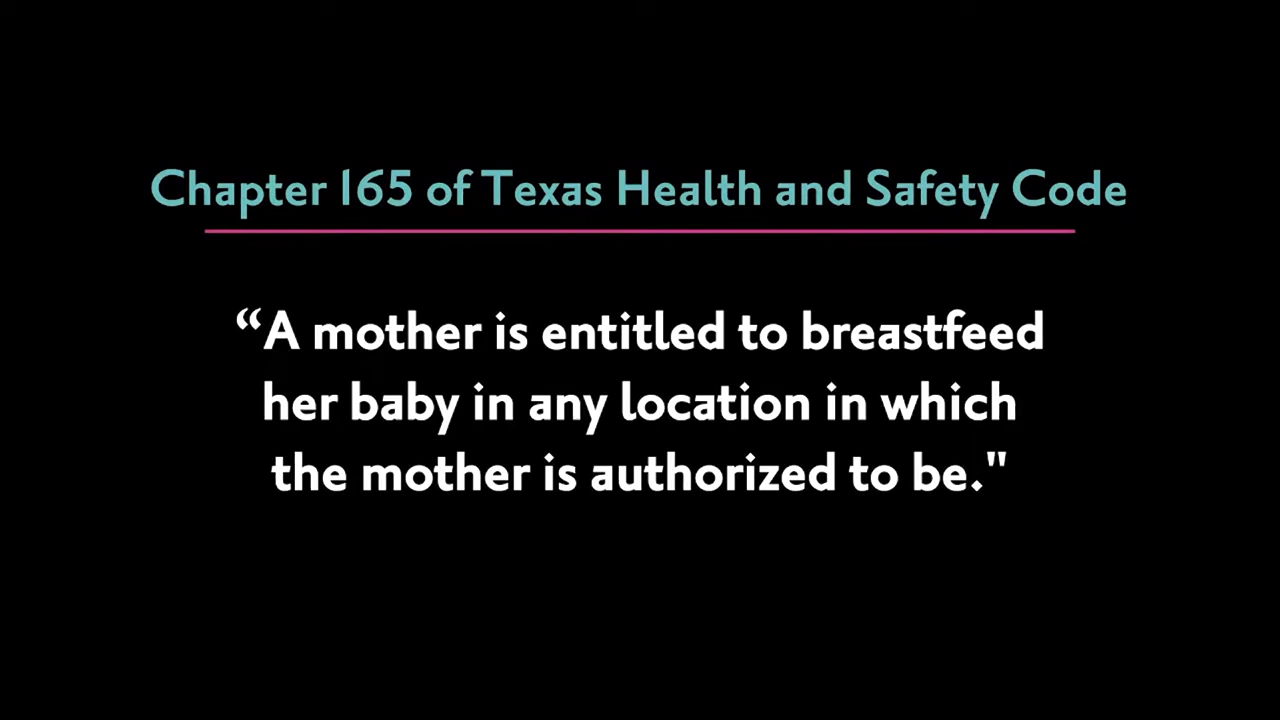 Chapter 165 of Texas Health and Safety Code
“A mother is entitled to breastfeed
her baby in any location in which
the mother is authorized to be."